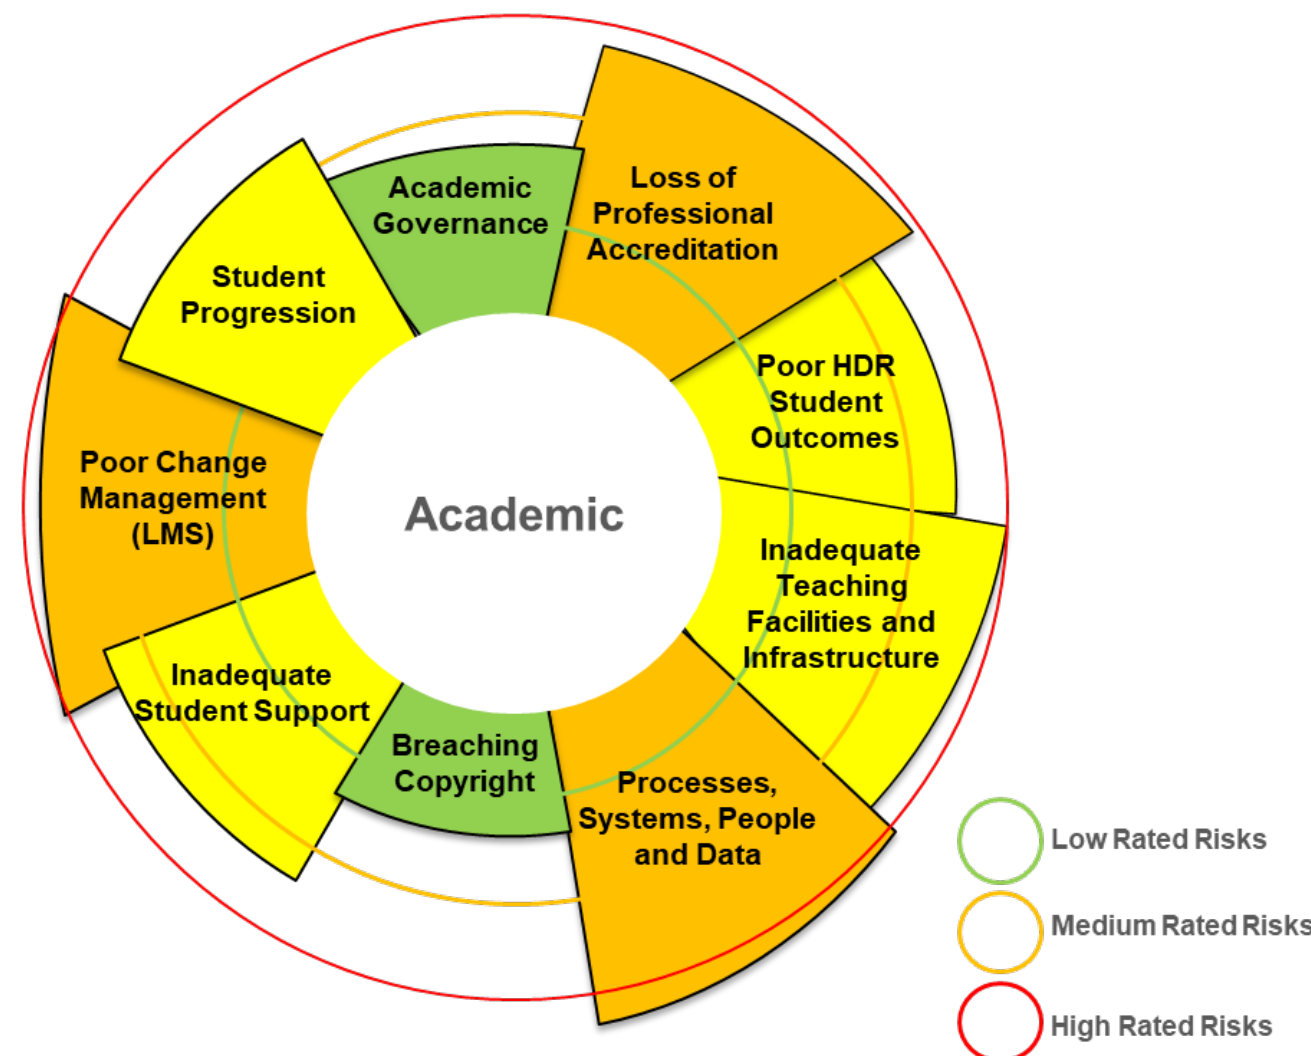 Academic
Governance
Loss of
Professional
Accreditation
Student
Progression
Poor HDR
Student
Outcomes
Poor Change
Management
(LMS)
Academic
Inadequate
Teaching
Facilities and
Infrastructure
Inadequate
Student Support
Breaching
Copyright
Processes,
Systems, People
and Data
Low Rated Risks
Medium Rated Risks
High Rated Risks